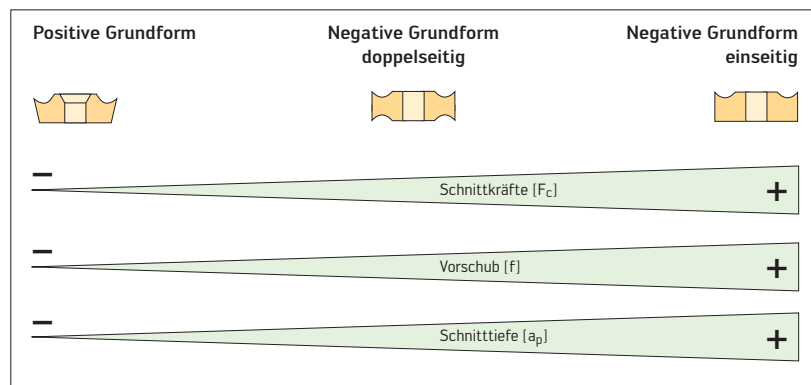 Positive Grundform
Negative Grundform
doppelseitig
Negative Grundform
einseitig
−
Schnittkräfte [Fc]
+
−
Vorschub [f]
+
−
Schnitttiefe [ap]
+